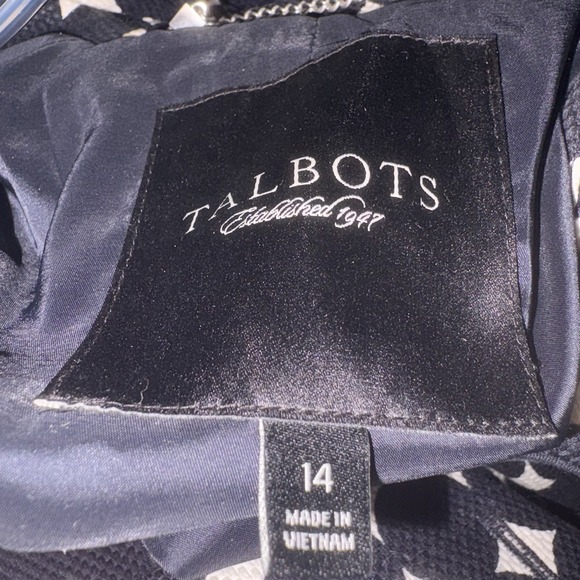 TALBOTS
Established 1947
14
MADE IN
VIETNAM